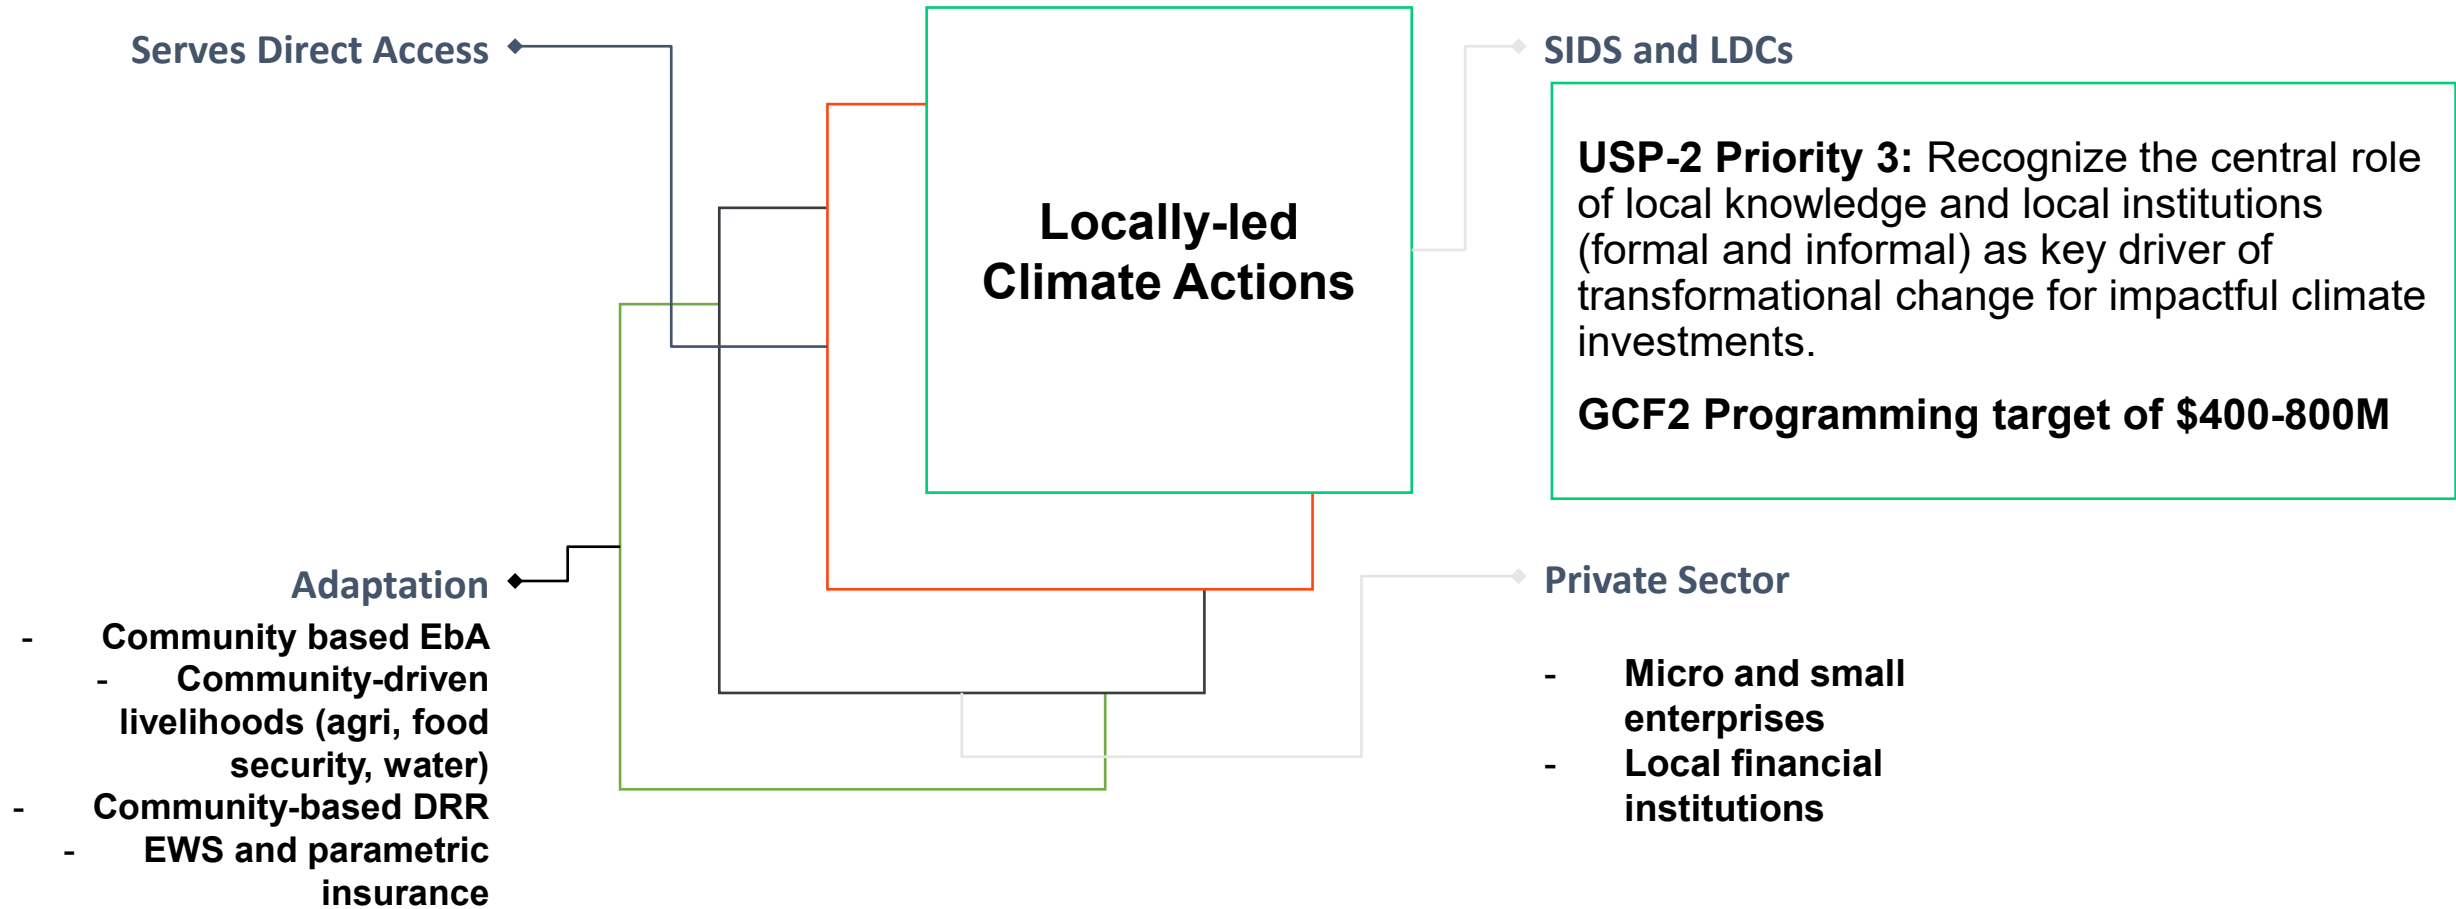 Serves Direct Access
Locally-led
Climate Actions
SIDS and LDCs
USP-2 Priority 3: Recognize the central role
of local knowledge and local institutions
(formal and informal) as key driver of
transformational change for impactful climate
investments.
GCF2 Programming target of $400-800M
Adaptation
- Community based EbA
- Community-driven
livelihoods (agri, food
security, water)
- Community-based DRR
- EWS and parametric
insurance
Private Sector
- Micro and small
enterprises
- Local financial
institutions